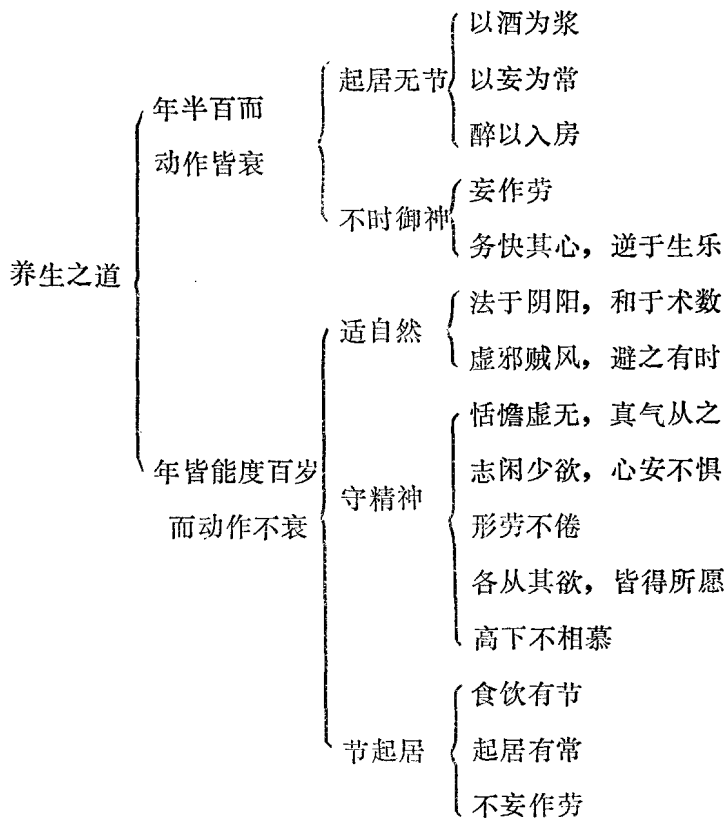 养生之道
年半百而
动作皆衰
起居无节
以酒为浆
以妄为常
醉以入房
不时御神
妄作劳
务快其心，逆于生乐
年皆能度百岁
而动作不衰
适自然
法于阴阳，和于术数
虚邪贼风，避之有时
守精神
恬憺虚无，真气从之
志闲少欲，心安不惧
形劳不倦
各从其欲，皆得所愿
高下不相慕
节起居
食饮有节
起居有常
不妄作劳